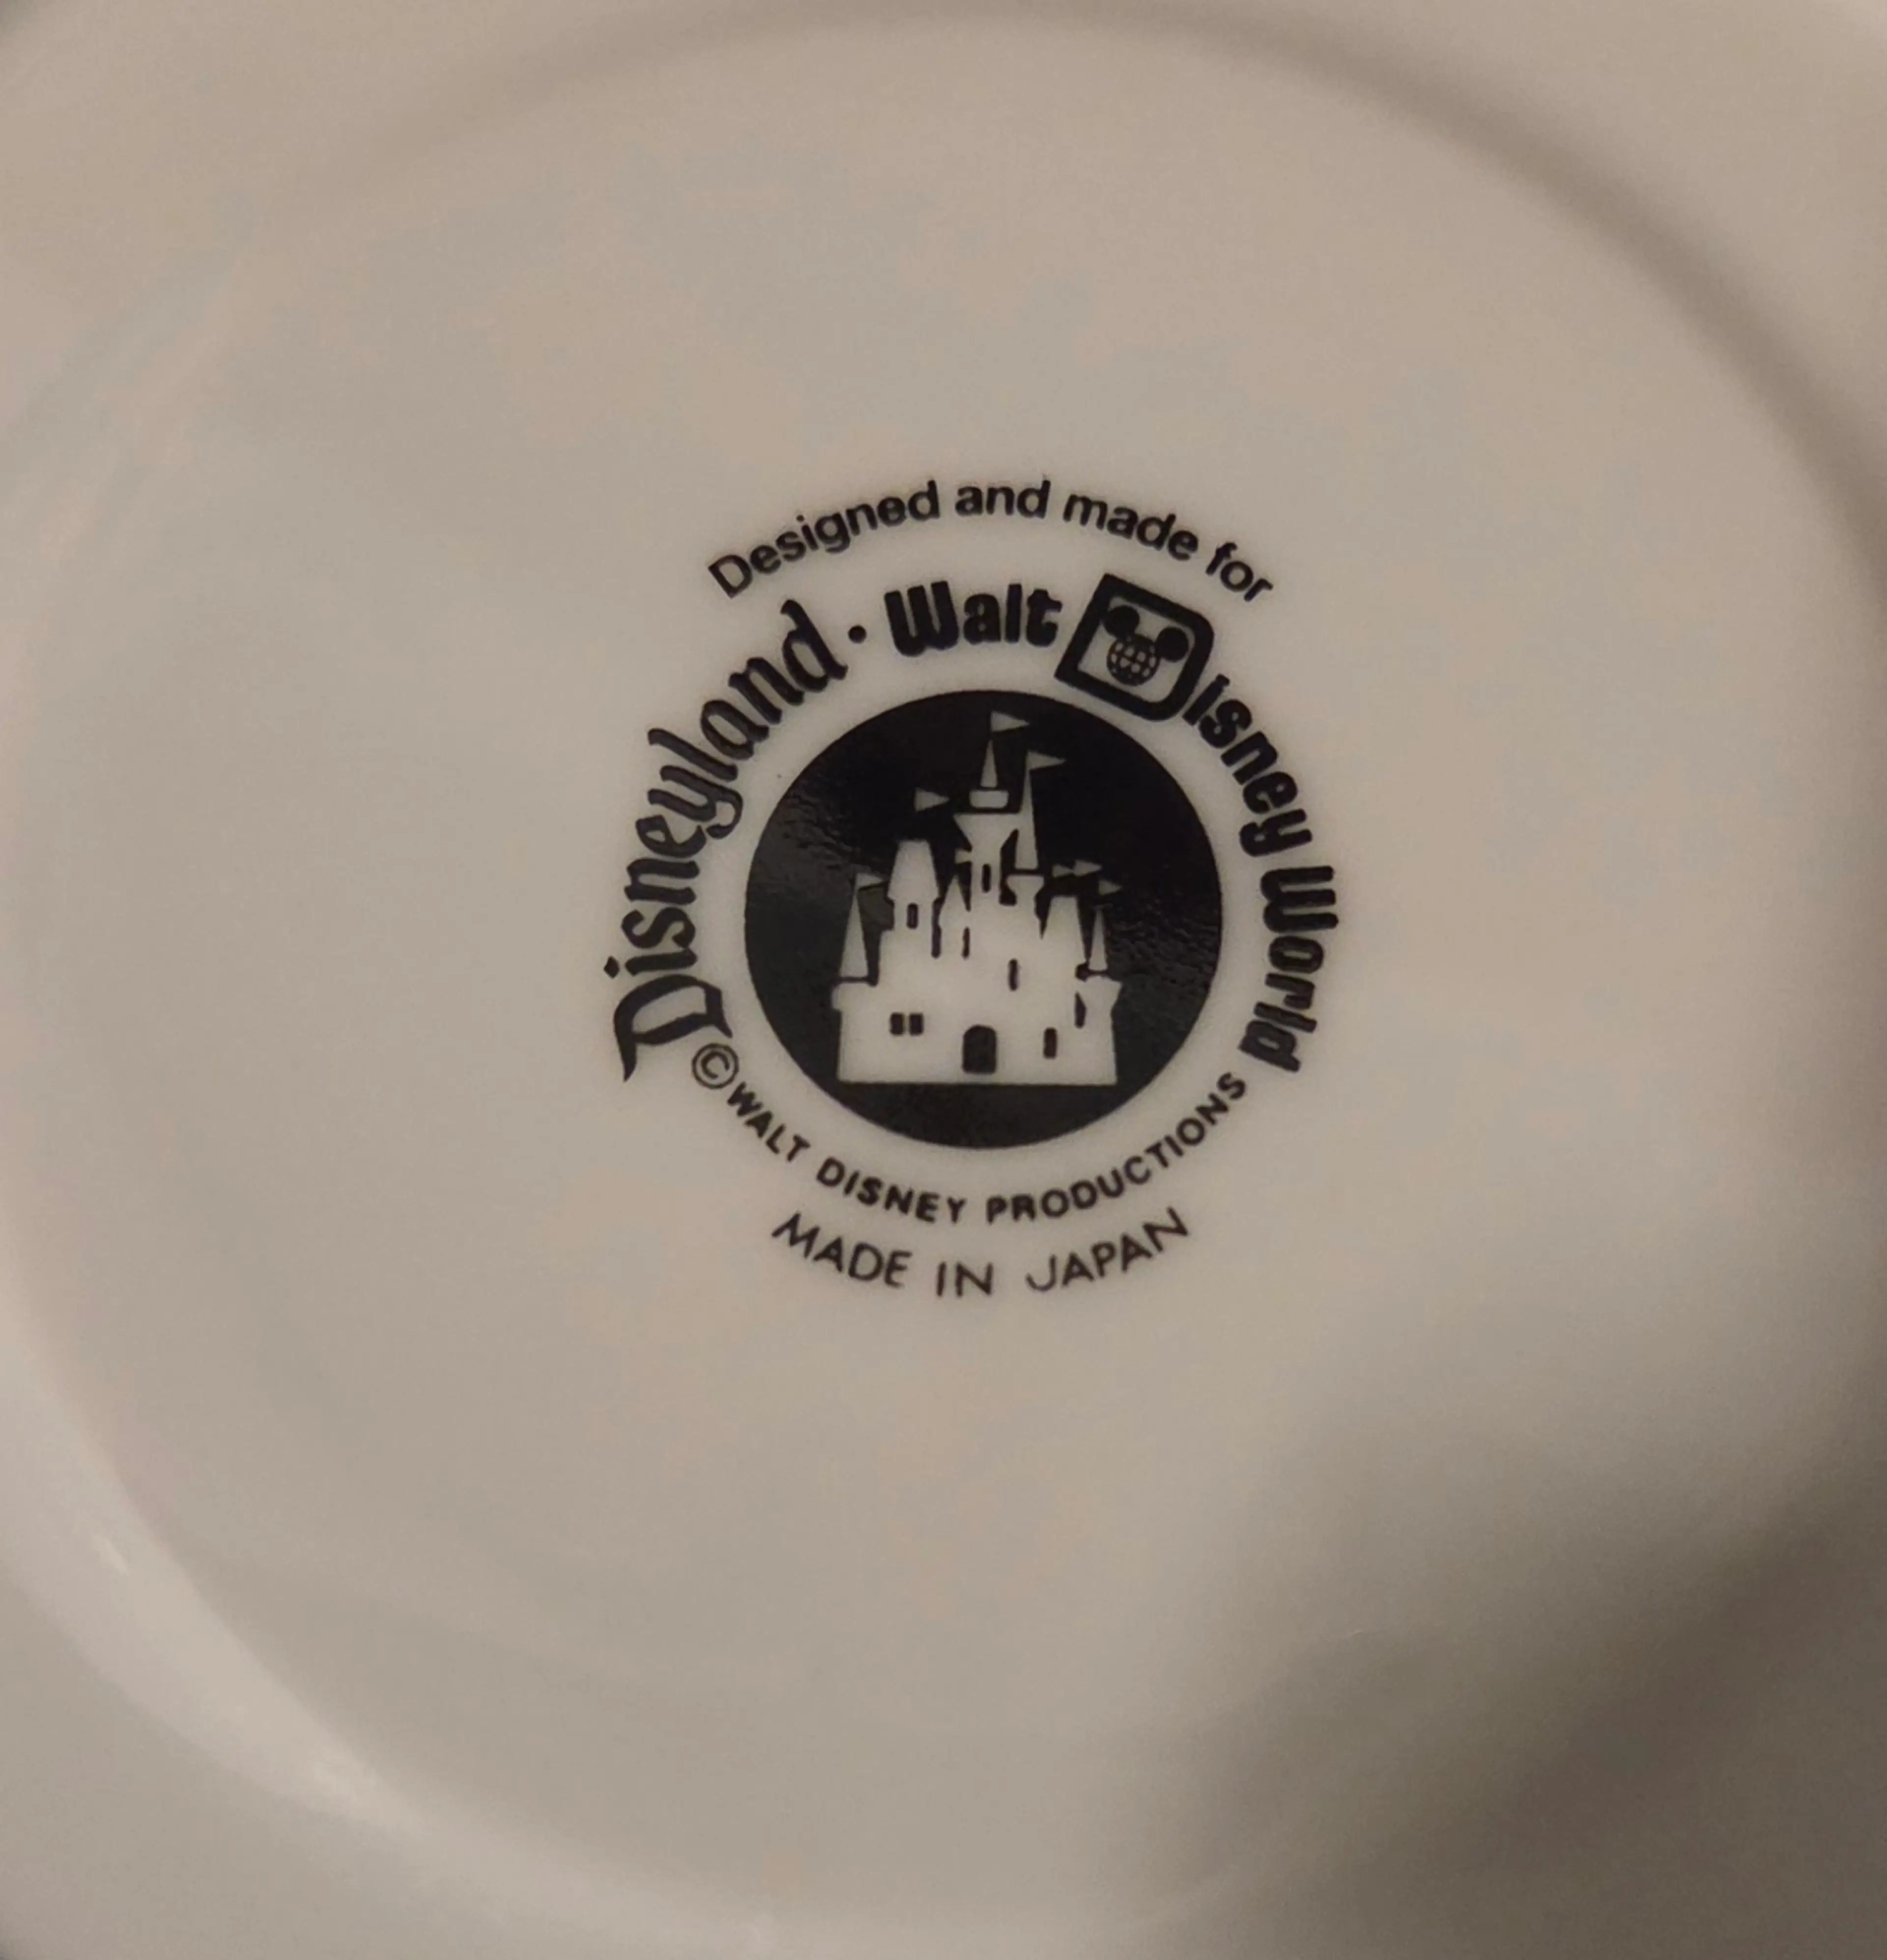 Designed and made for
Disneyland · Walt Disney World
© WALT DISNEY PRODUCTIONS
MADE IN JAPAN